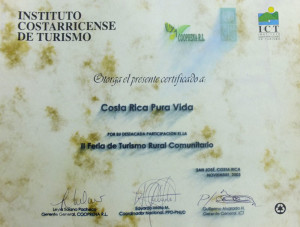 INSTITUTO
COSTARRICENSE
DE TURISMO
COOPRENA R.L.
ICT
Otorga el presente certificado a:
Costa Rica Pura Vida
POR SU DESTACADA PARTICIPACIÓN EN LA
II Feria de Turismo Rural Comunitario
SAN JOSÉ, COSTA RICA
NOVIEMBRE,
Gerente General, COOPRENA R.L.
Coordinador Nacional, PPD-PNUD
General, ICT